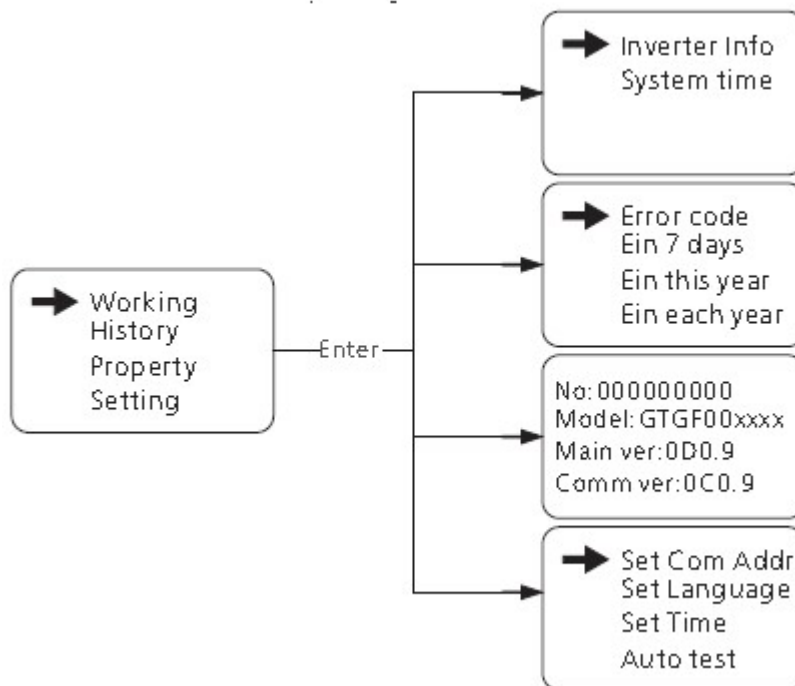 Working
History
Property
Setting
Enter
Inverter Info
System time
Error code
Ein 7 days
Ein this year
Ein each year
No:000000000
Model:GTGF00xxxx
Main ver:0D0.9
Comm ver:0C0.9
Set Com Addr
Set Language
Set Time
Auto test